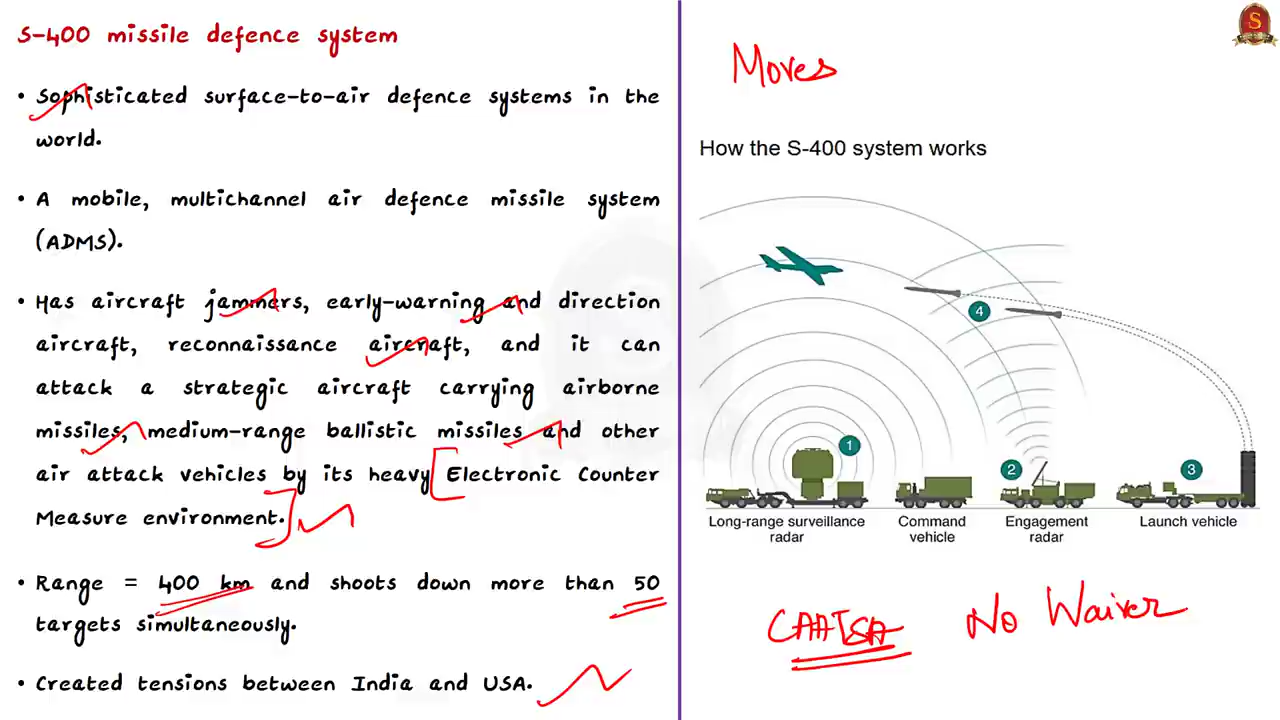 S-400 missile defence system
• Sophisticated surface-to-air defence systems in the
world.
• A mobile, multichannel air defence missile system
(ADMS).
• Has aircraft jammers, early-warning and direction
aircraft, reconnaissance aircraft, and it can
attack a strategic aircraft carrying airborne
missiles, medium-range ballistic missiles and other
air attack vehicles by its heavy Electronic Counter
Measure environment.
• Range = 400 km and shoots down more than 50
targets simultaneously.
• Created tensions between India and USA.
S
Moves
How the S-400 system works
4
1
2
3
Long-range surveillance
radar
Command
vehicle
Engagement
radar
Launch vehicle
CAATSA No Waiver